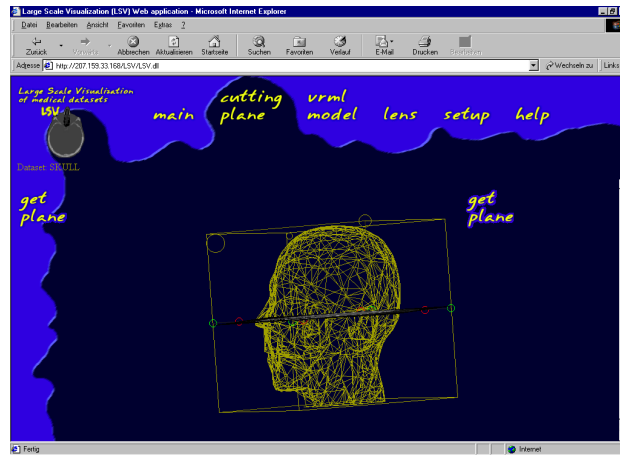 Large Scale Visualization (LSV) Web application - Microsoft Internet Explorer
Datei Bearbeiten Ansicht Favoriten Extras ?
Zurück Vorwärts Abbrechen Aktualisieren Startseite Suchen Favoriten Verlauf E-Mail Drucken Bearbeiten
Adresse http://207.159.33.168/LSV/LSV.dll Wechseln zu Links
Large Scale Visualization
of medical datasets
LSV
main
cutting
plane
vrml
model
lens
setup
help
Dataset: SKULL
get
plane
get
plane
Fertig Internet